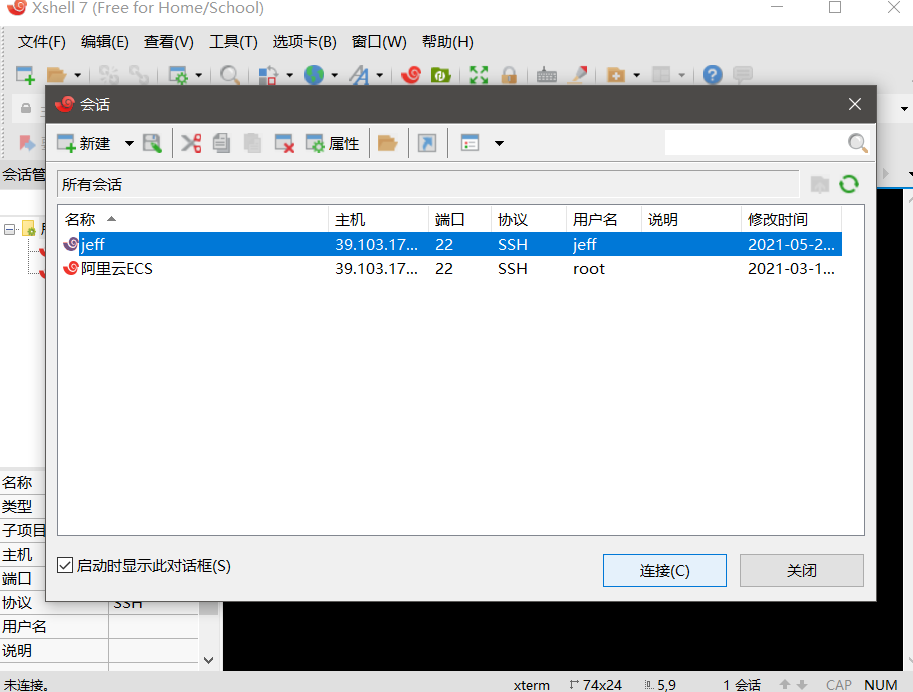 Xshell 7 (Free for Home/School)
文件(F) 编辑(E) 查看(V) 工具(T) 选项卡(B) 窗口(W) 帮助(H)
会话
新建 属性
会话管
所有会话
名称 主机 端口 协议 用户名 说明 修改时间
jeff 39.103.17... 22 SSH jeff 2021-05-2...
阿里云ECS 39.103.17... 22 SSH root 2021-03-1...
名称
类型
子项目
主机
端口
协议 SSH
用户名
说明
启动时显示此对话框(S) 连接(C) 关闭
未连接。 xterm 74x24 5,9 1 会话 CAP NUM